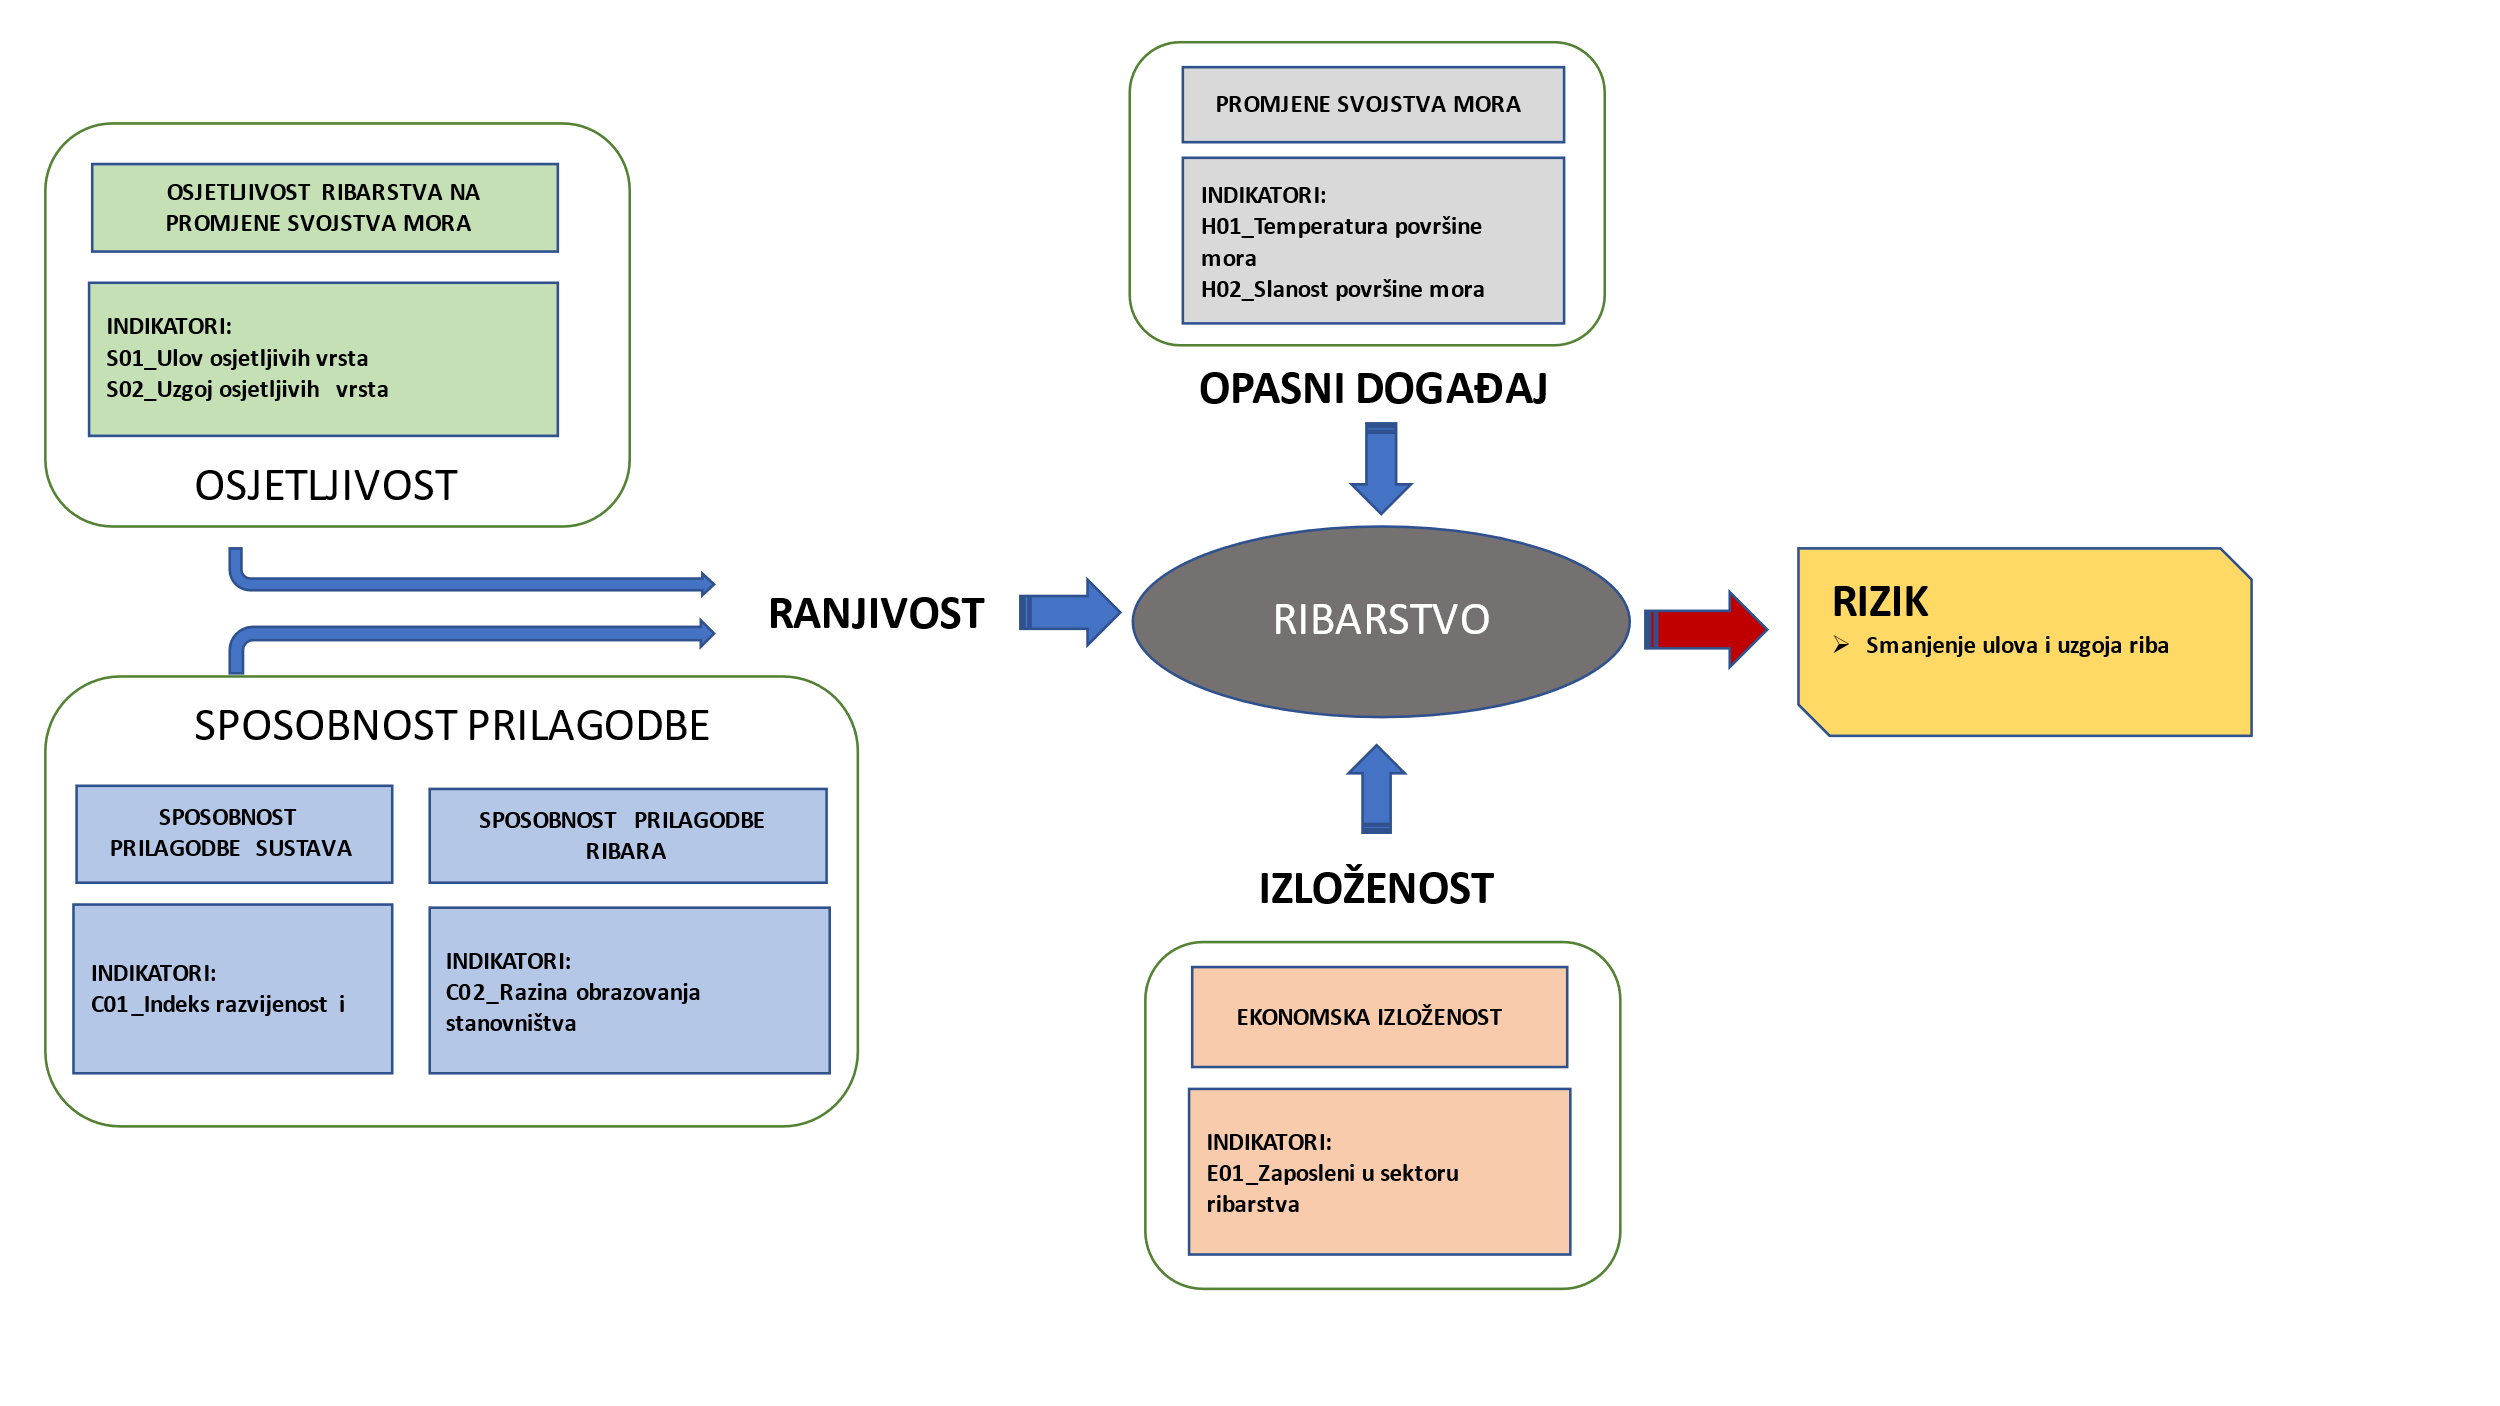 OSJETLJIVOST RIBARSTVA NA
PROMJENE SVOJSTVA MORA
INDIKATORI:
S01_Ulov osjetljivih vrsta
S02_Uzgoj osjetljivih vrsta
OSJETLJIVOST
SPOSOBNOST PRILAGODBE
SPOSOBNOST
PRILAGODBE SUSTAVA
INDIKATORI:
C01_Indeks razvijenost i
SPOSOBNOST PRILAGODBE
RIBARA
INDIKATORI:
C02_Razina obrazovanja
stanovništva
RANJIVOST
PROMJENE SVOJSTVA MORA
INDIKATORI:
H01_Temperatura površine
mora
H02_Slanost površine mora
OPASNI DOGAĐAJ
RIBARSTVO
IZLOŽENOST
EKONOMSKA IZLOŽENOST
INDIKATORI:
E01_Zaposleni u sektoru
ribarstva
RIZIK
Smanjenje ulova i uzgoja riba